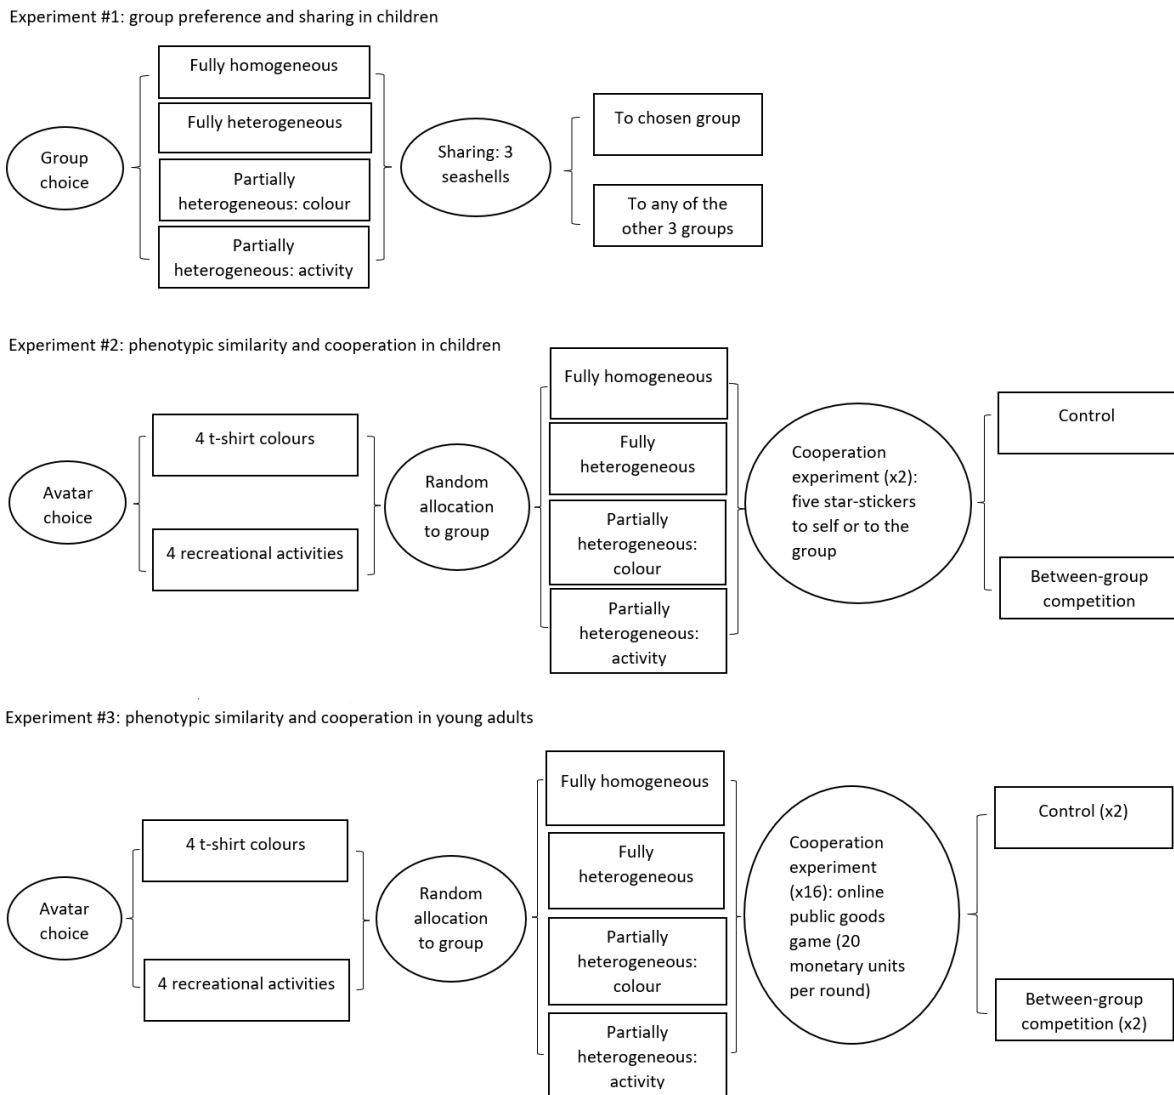 Experiment #1: group preference and sharing in children
Group
choice
Fully homogeneous
Fully heterogeneous
Partially
heterogeneous: colour
Partially
heterogeneous: activity
Sharing: 3
seashells
To chosen group
To any of the
other 3 groups
Experiment #2: phenotypic similarity and cooperation in children
Avatar
choice
4 t-shirt colours
4 recreational activities
Random
allocation
to group
Fully homogeneous
Fully
heterogeneous
Partially
heterogeneous:
colour
Partially
heterogeneous:
activity
Cooperation
experiment (x2):
five star-stickers
to self or to the
group
Control
Between-group
competition
Experiment #3: phenotypic similarity and cooperation in young adults
Avatar
choice
4 t-shirt colours
4 recreational activities
Random
allocation
to group
Fully homogeneous
Fully
heterogeneous
Partially
heterogeneous:
colour
Partially
heterogeneous:
activity
Cooperation
experiment
(x16): online
public goods
game (20
monetary units
per round)
Control (x2)
Between-group
competition (x2)